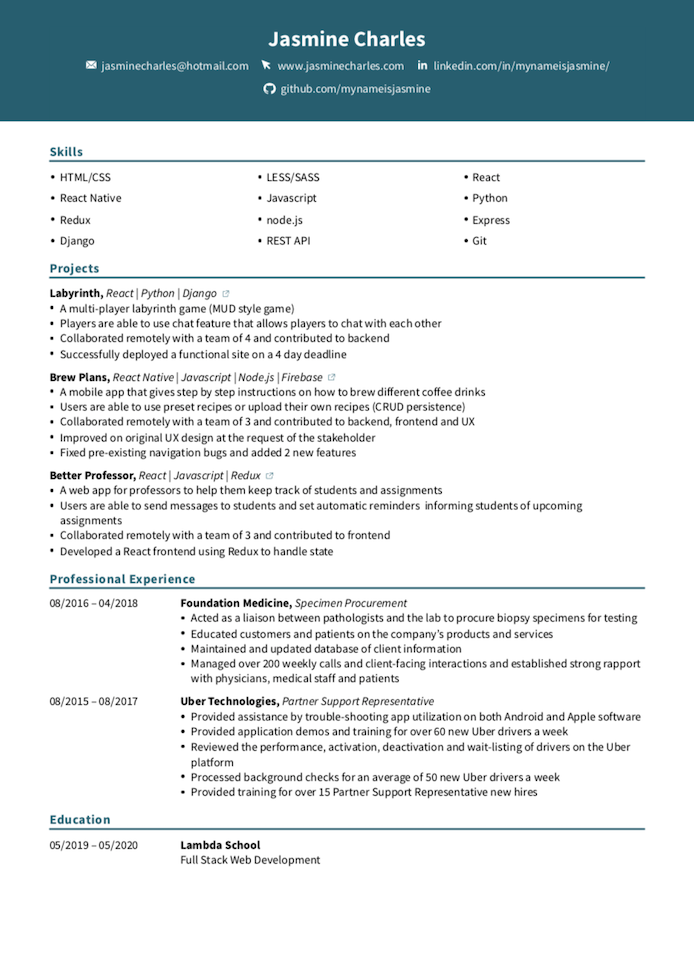 Jasmine Charles
jasminecharles@hotmail.com www.jasminecharles.com linkedin.com/in/mynameisjasmine/
github.com/mynameisjasmine
Skills
• HTML/CSS • LESS/SASS • React
• React Native • Javascript • Python
• Redux • node.js • Express
• Django • REST API • Git
Projects
Labyrinth, React | Python | Django
• A multi-player labyrinth game (MUD style game)
• Players are able to use chat feature that allows players to chat with each other
• Collaborated remotely with a team of 4 and contributed to backend
• Successfully deployed a functional site on a 4 day deadline
Brew Plans, React Native | Javascript | Node.js | Firebase
• A mobile app that gives step by step instructions on how to brew different coffee drinks
• Users are able to use preset recipes or upload their own recipes (CRUD persistence)
• Collaborated remotely with a team of 3 and contributed to backend, frontend and UX
• Improved on original UX design at the request of the stakeholder
• Fixed pre-existing navigation bugs and added 2 new features
Better Professor, React | Javascript | Redux
• A web app for professors to help them keep track of students and assignments
• Users are able to send messages to students and set automatic reminders informing students of upcoming
assignments
• Collaborated remotely with a team of 3 and contributed to frontend
• Developed a React frontend using Redux to handle state
Professional Experience
08/2016 – 04/2018 Foundation Medicine, Specimen Procurement
• Acted as a liaison between pathologists and the lab to procure biopsy specimens for testing
• Educated customers and patients on the company's products and services
• Maintained and updated database of client information
• Managed over 200 weekly calls and client-facing interactions and established strong rapport
with physicians, medical staff and patients
08/2015 – 08/2017 Uber Technologies, Partner Support Representative
• Provided assistance by trouble-shooting app utilization on both Android and Apple software
• Provided application demos and training for over 60 new Uber drivers a week
• Reviewed the performance, activation, deactivation and wait-listing of drivers on the Uber
platform
• Processed background checks for an average of 50 new Uber drivers a week
• Provided training for over 15 Partner Support Representative new hires
Education
05/2019 – 05/2020 Lambda School
Full Stack Web Development